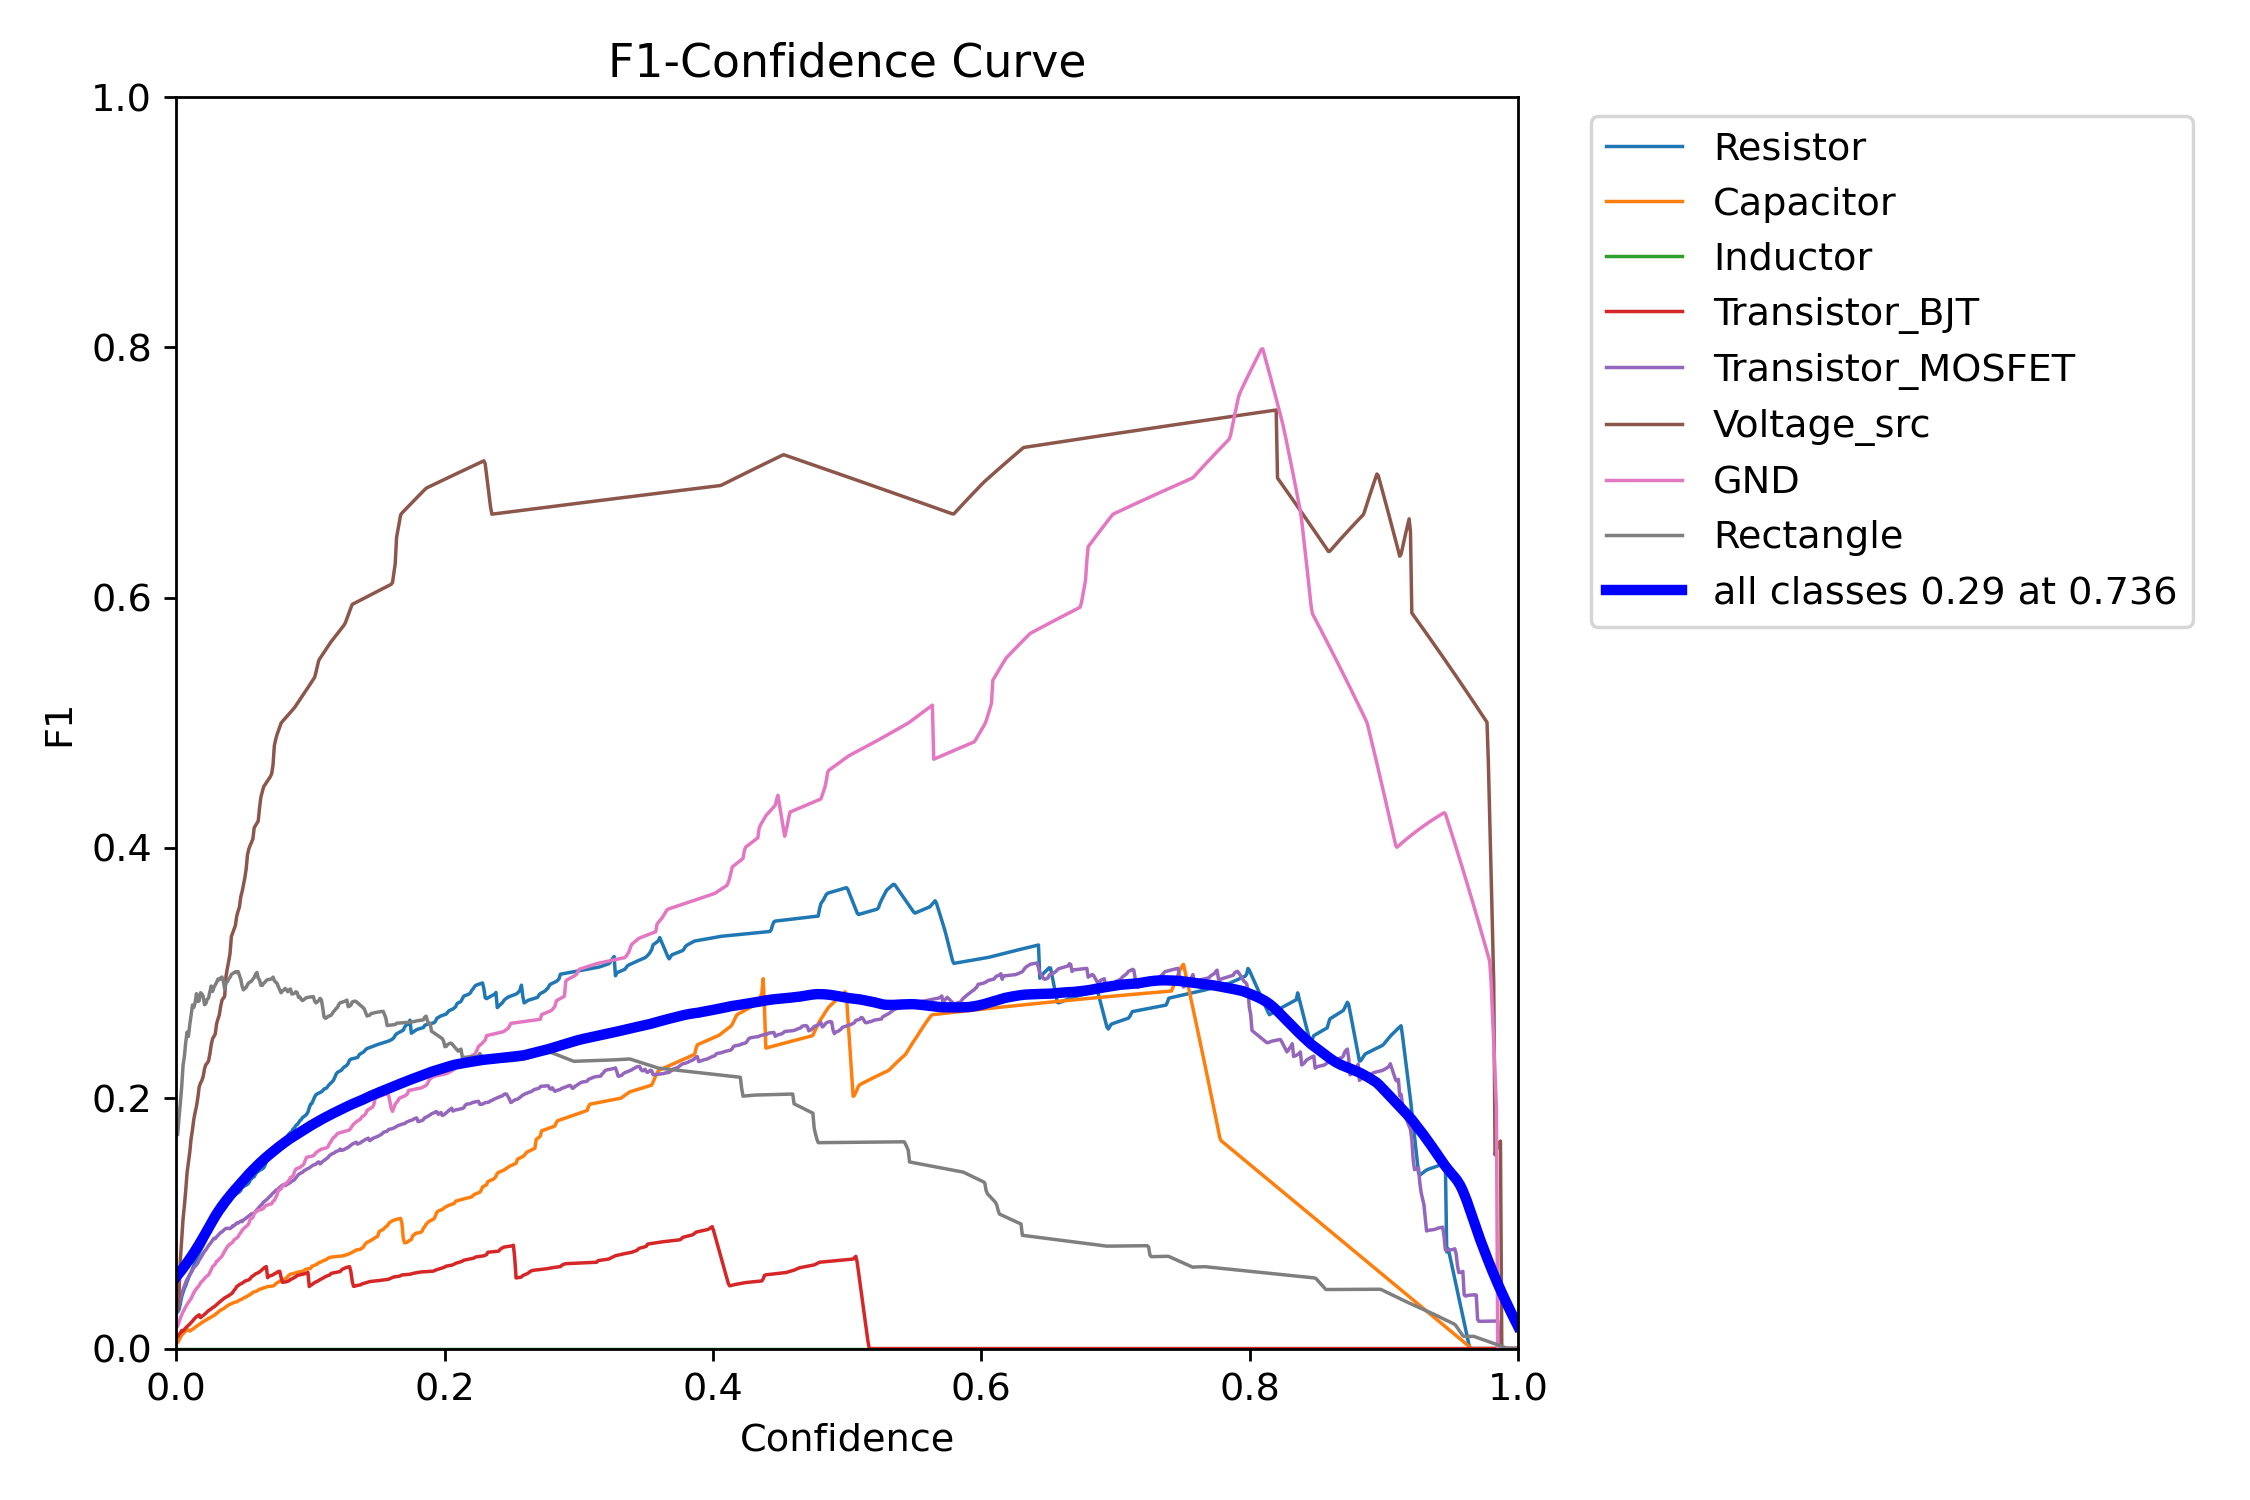 F1-Confidence Curve
1.0
0.8
0.6
0.4
0.2
0.0
F1
0.0 0.2 0.4 0.6 0.8 1.0
Confidence
Resistor
Capacitor
Inductor
Transistor_BJT
Transistor_MOSFET
Voltage_src
GND
Rectangle
all classes 0.29 at 0.736